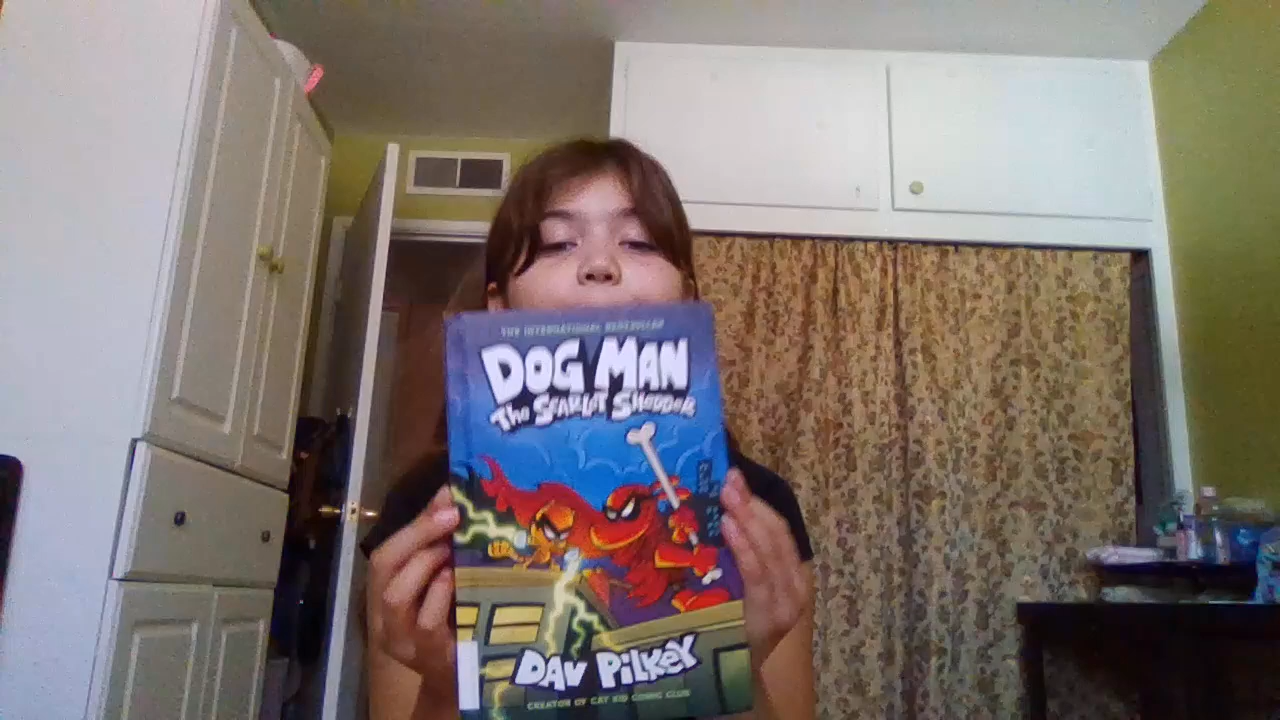 THE INTERNATIONAL BESTSELLER
DOG MAN
The SCARLET SHEDDER
DAV PILKEY
CREATOR OF CAT KID COMIC CLUB